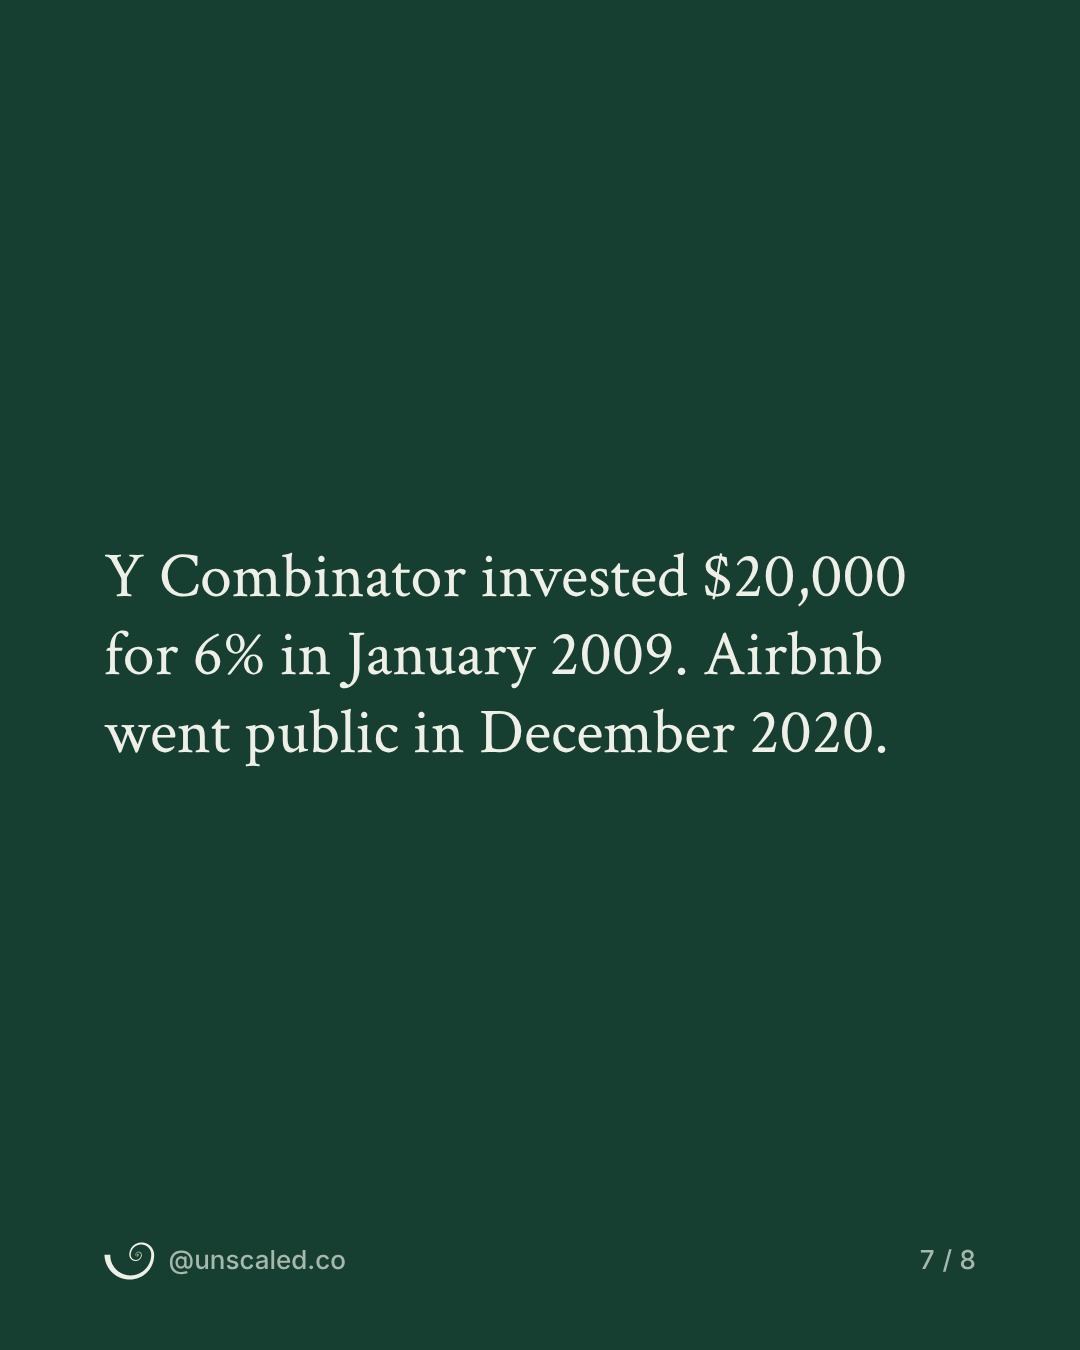 Y Combinator invested $20,000
for 6% in January 2009. Airbnb
went public in December 2020.
@unscaled.co
7 / 8